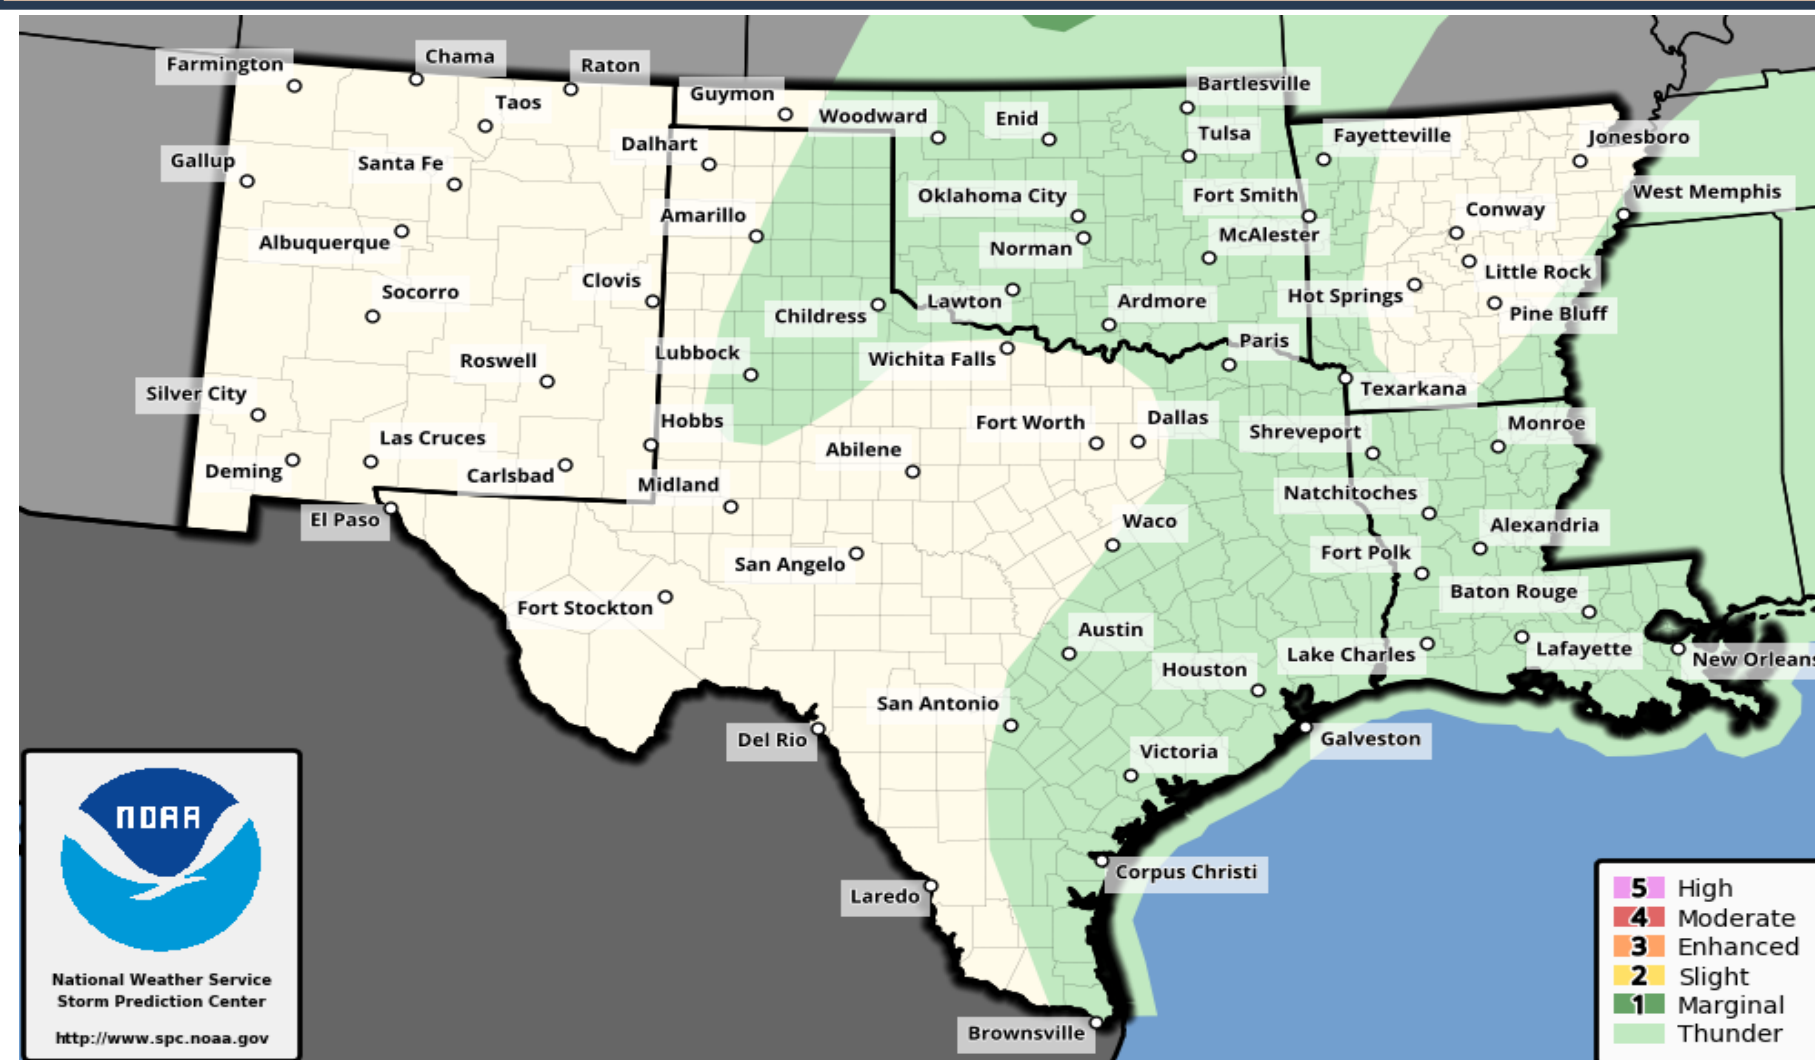 Farmington
Chama
Raton
Guymon
Bartlesville
Taos
Woodward
Enid
Tulsa
Fayetteville
Jonesboro
Dalhart
Gallup
Santa Fe
Oklahoma City
Fort Smith
West Memphis
Amarillo
Conway
Albuquerque
Norman
McAlester
Socorro
Clovis
Little Rock
Childress
Lawton
Ardmore
Hot Springs
Pine Bluff
Roswell
Lubbock
Wichita Falls
Paris
Silver City
Texarkana
Hobbs
Fort Worth
Dallas
Shreveport
Monroe
Las Cruces
Abilene
Deming
Carlsbad
Midland
Natchitoches
El Paso
Waco
Alexandria
San Angelo
Fort Polk
Fort Stockton
Baton Rouge
Austin
Lake Charles
Lafayette
Houston
New Orleans
San Antonio
Del Rio
Galveston
Victoria
Corpus Christi
Laredo
Brownsville
NOAA
National Weather Service
Storm Prediction Center
http://www.spc.noaa.gov
5 High
4 Moderate
3 Enhanced
2 Slight
1 Marginal
Thunder